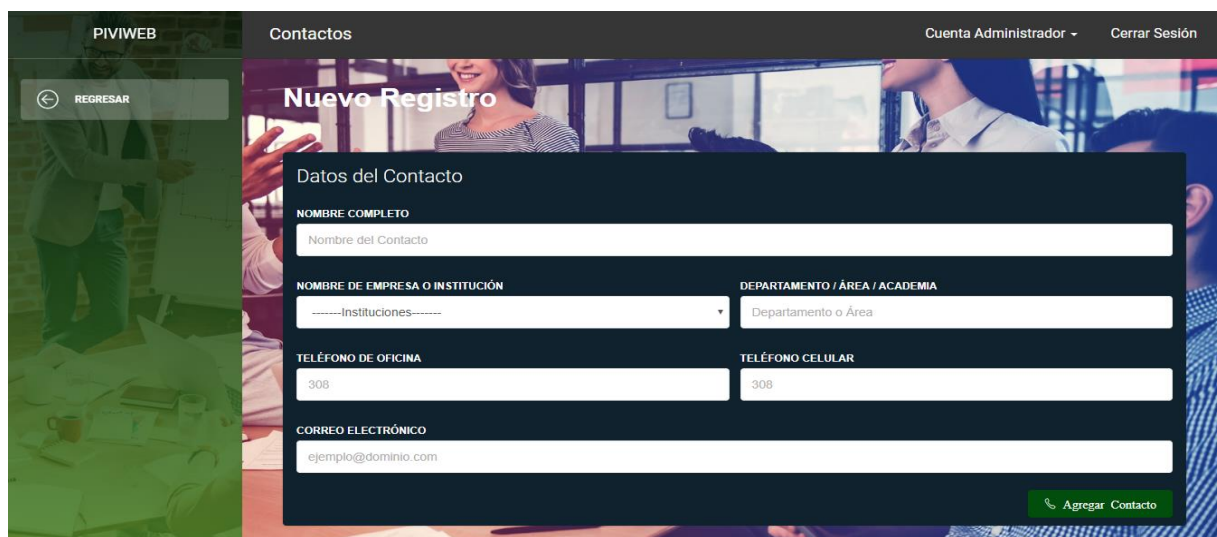 PIVIWEB
Contactos
Cuenta Administrador
Cerrar Sesión
REGRESAR
Nuevo Registro
Datos del Contacto
NOMBRE COMPLETO
Nombre del Contacto
NOMBRE DE EMPRESA O INSTITUCIÓN
DEPARTAMENTO / ÁREA / ACADEMIA
-------Instituciones-------
Departamento o Área
TELÉFONO DE OFICINA
TELÉFONO CELULAR
308
308
CORREO ELECTRÓNICO
ejemplo@dominio.com
Agregar Contacto